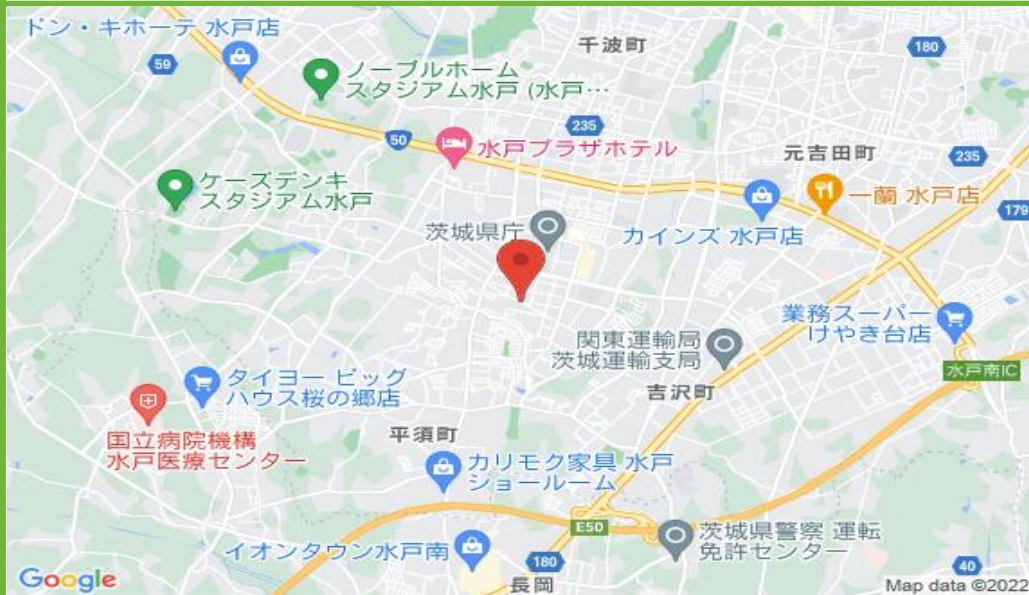 ドン・キホーテ 水戸店
千波町
180
59
ノーブルホーム
スタジアム水戸 (水戸…
235
50
水戸プラザホテル
元吉田町
235
ケーズデンキ
スタジアム水戸
一蘭 水戸店
179
茨城県庁
カインズ 水戸店
業務スーパー
けやき台店
関東運輸局
茨城運輸支局
水戸南IC
タイヨー ビッグ
ハウス桜の郷店
吉沢町
国立病院機構
水戸医療センター
平須町
カリモク家具 水戸
ショールーム
E50
茨城県警察 運転
免許センター
イオンタウン水戸南
180
40
長岡
Google
Map data ©2022